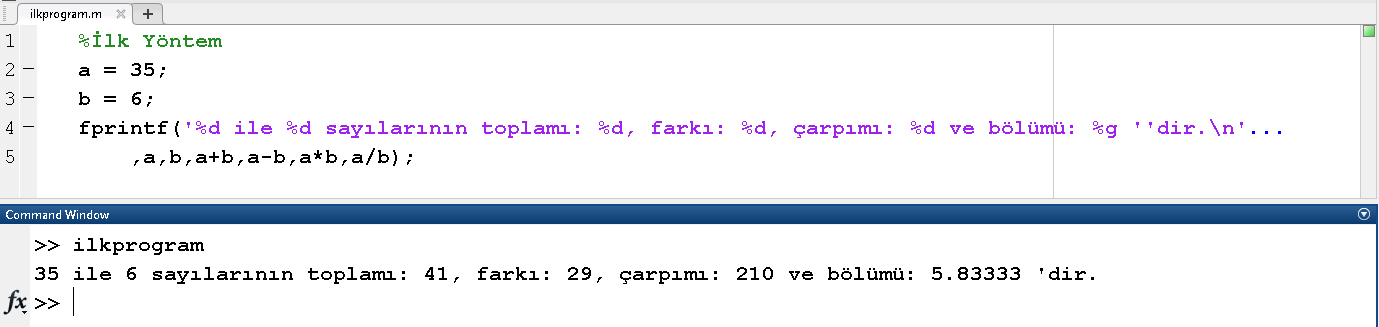 ilkprogram.m
1 %İlk Yöntem
2 a = 35;
3 b = 6;
4 fprintf('%d ile %d sayılarının toplamı: %d, farkı: %d, çarpımı: %d ve bölümü: %g ''dir.\n'...
5 ,a,b,a+b,a-b,a*b,a/b);
Command Window
>> ilkprogram
35 ile 6 sayılarının toplamı: 41, farkı: 29, çarpımı: 210 ve bölümü: 5.83333 'dir.
fx >>